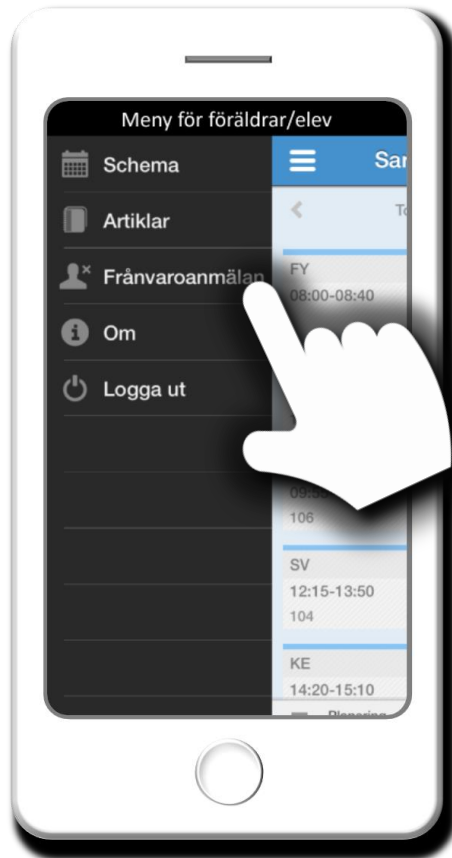 Meny för föräldrar/elev
Schema
Artiklar
Frånvaroanmälan
Om
Logga ut
FY
08:00-08:40
106
SV
12:15-13:50
104
KE
14:20-15:10